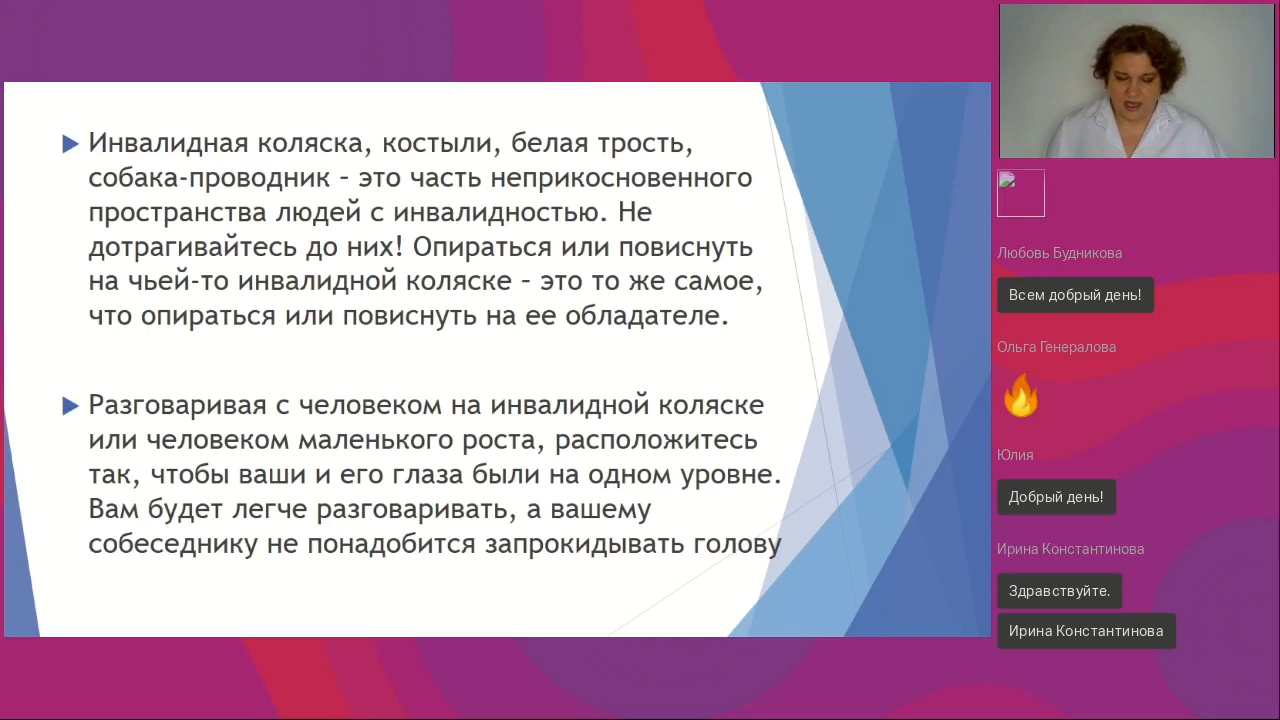 Инвалидная коляска, костыли, белая трость,
собака-проводник – это часть неприкосновенного
пространства людей с инвалидностью. Не
дотрагивайтесь до них! Опираться или повиснуть
на чьей-то инвалидной коляске – это то же самое,
что опираться или повиснуть на ее обладателе.
Разговаривая с человеком на инвалидной коляске
или человеком маленького роста, расположитесь
так, чтобы ваши и его глаза были на одном уровне.
Вам будет легче разговаривать, а вашему
собеседнику не понадобится запрокидывать голову
Любовь Будникова
Всем добрый день!
Ольга Генералова
Юлия
Добрый день!
Ирина Константинова
Здравствуйте.
Ирина Константинова